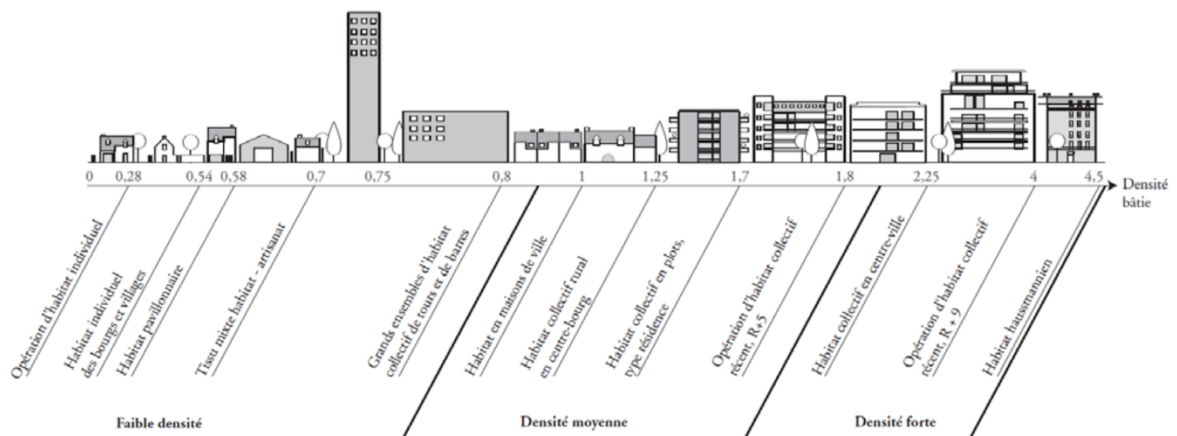 0 0,28 0,54 0,58 0,7 0,75 0,8 1 1,25 1,7 1,8 2,25 4 4,5
Densité
bâtie
Opération d'habitat individuel
Habitat individuel
des bourgs et villages
Habitat pavillonnaire
Tissu mixte habitat - artisanat
Grands ensembles d'habitat
collectif de tours et de barres
Habitat en maisons de ville
Habitat collectif rural
en centre-bourg
Habitat collectif en plots,
type résidence
Opération d'habitat collectif
récent, R+5
Habitat collectif en centre-ville
Opération d'habitat collectif
récent, R + 9
Habitat haussmannien
Faible densité
Densité moyenne
Densité forte